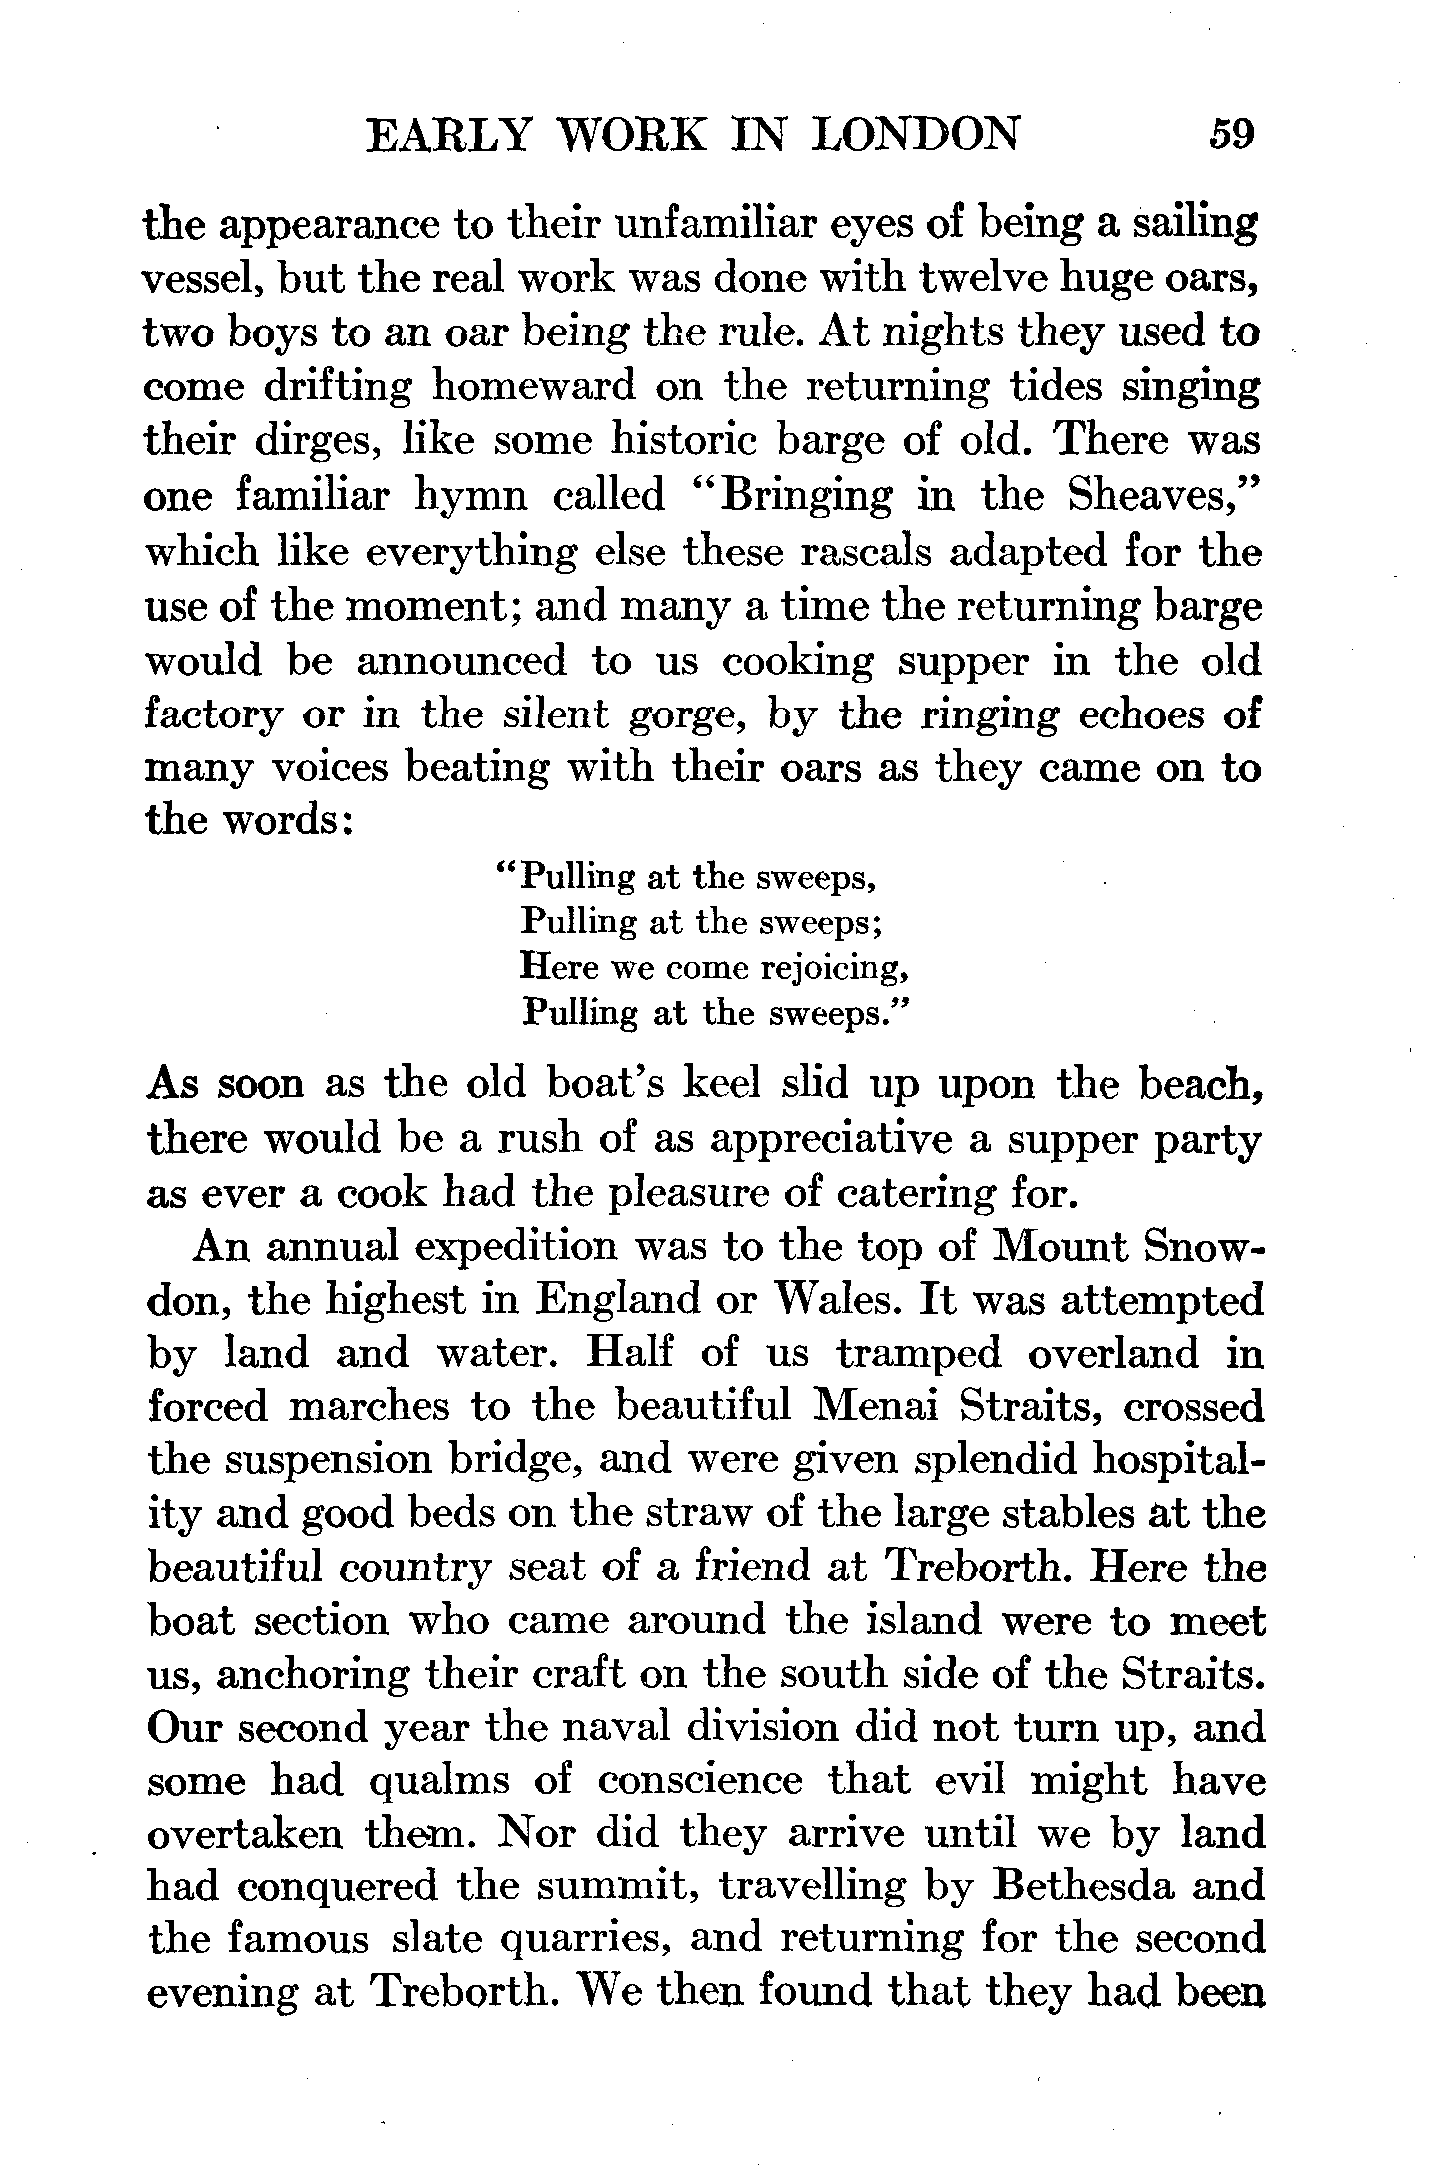 EARLY WORK IN LONDON 59
the appearance to their unfamiliar eyes of being a sailing
vessel, but the real work was done with twelve huge oars,
two boys to an oar being the rule. At nights they used to
come drifting homeward on the returning tides singing
their dirges, like some historic barge of old. There was
one familiar hymn called “Bringing in the Sheaves,”
which like everything else these rascals adapted for the
use of the moment; and many a time the returning barge
would be announced to us cooking supper in the old
factory or in the silent gorge, by the ringing echoes of
many voices beating with their oars as they came on to
the words:
“Pulling at the sweeps,
Pulling at the sweeps;
Here we come rejoicing,
Pulling at the sweeps.”
As soon as the old boat’s keel slid up upon the beach,
there would be a rush of as appreciative a supper party
as ever a cook had the pleasure of catering for.
An annual expedition was to the top of Mount Snow-
don, the highest in England or Wales. It was attempted
by land and water. Half of us tramped overland in
forced marches to the beautiful Menai Straits, crossed
the suspension bridge, and were given splendid hospital-
ity and good beds on the straw of the large stables at the
beautiful country seat of a friend at Treborth. Here the
boat section who came around the island were to meet
us, anchoring their craft on the south side of the Straits.
Our second year the naval division did not turn up, and
some had qualms of conscience that evil might have
overtaken them. Nor did they arrive until we by land
had conquered the summit, travelling by Bethesda and
the famous slate quarries, and returning for the second
evening at Treborth. We then found that they had been